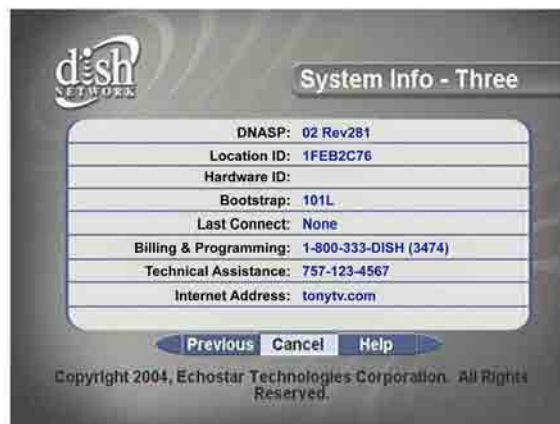 dish
NETWORK
System Info - Three
DNASP: 02 Rev281
Location ID: 1FEB2C76
Hardware ID:
Bootstrap: 101L
Last Connect: None
Billing & Programming: 1-800-333-DISH (3474)
Technical Assistance: 757-123-4567
Internet Address: tonytv.com
Previous Cancel Help
Copyright 2004, Echostar Technologies Corporation. All Rights
Reserved.